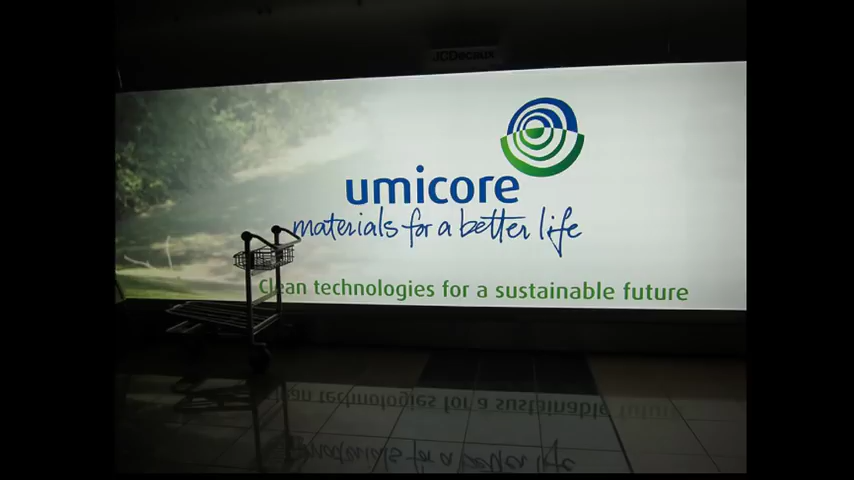 JCDecaux
umicore
materials for a better life
Clean technologies for a sustainable future